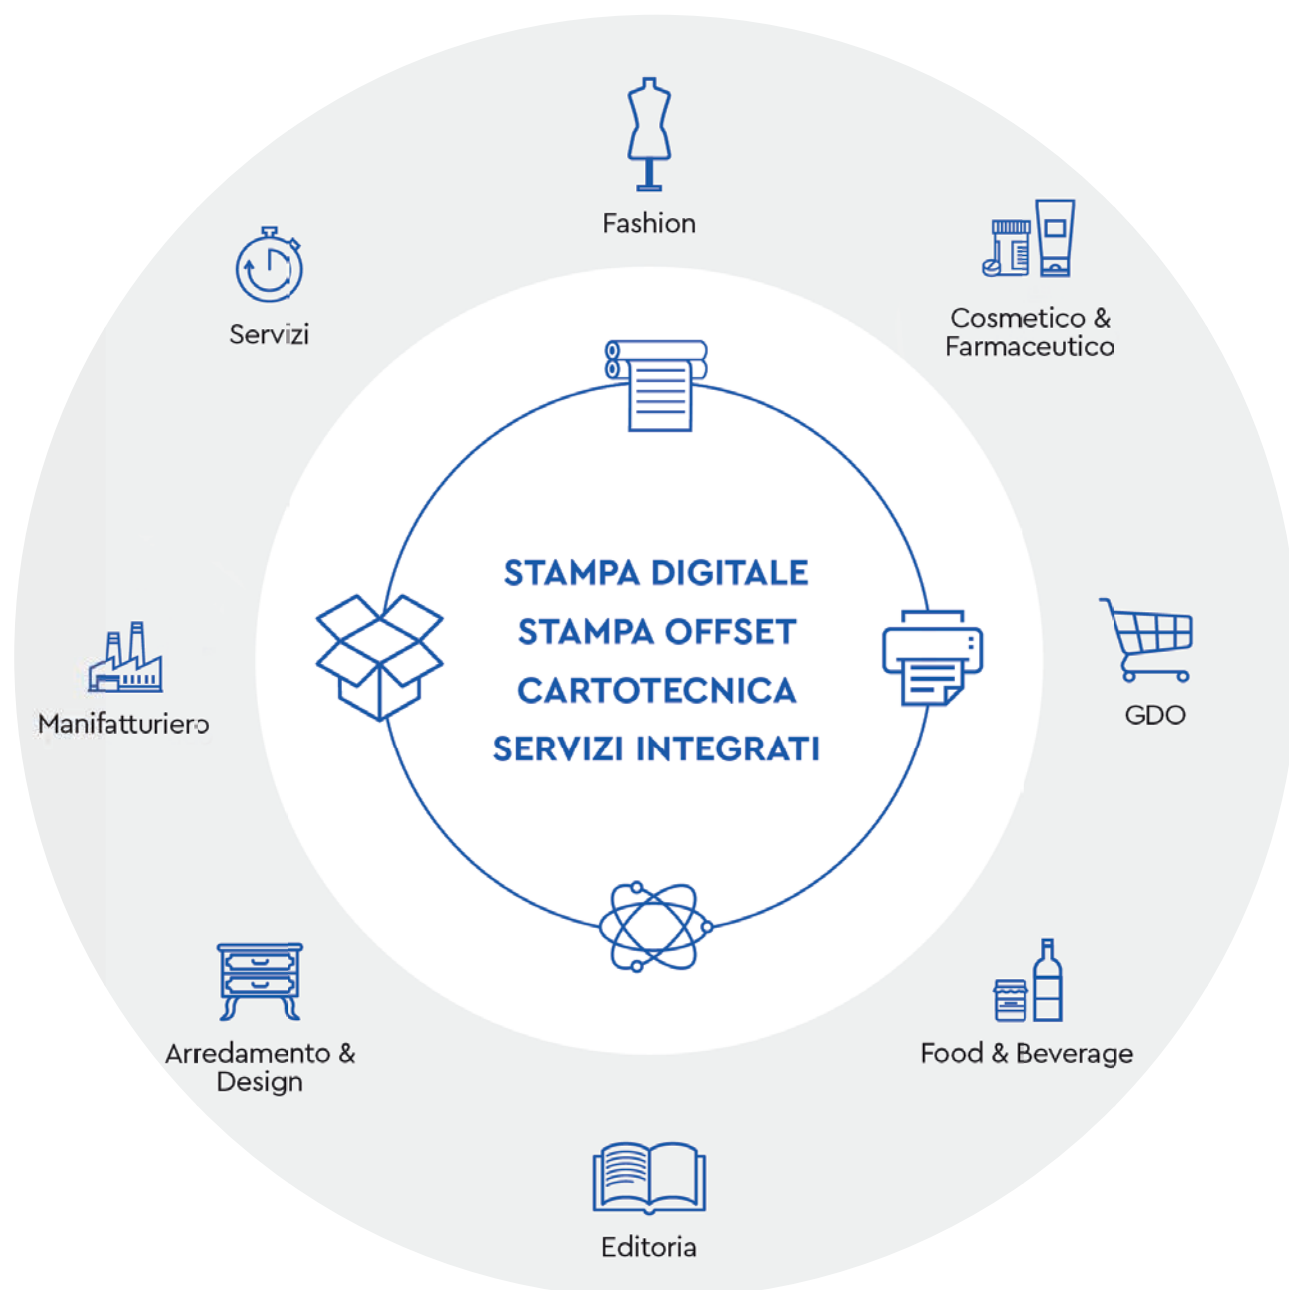 Fashion
Servizi
Cosmetico &
Farmaceutico
STAMPA DIGITALE
STAMPA OFFSET
CARTOTECNICA
SERVIZI INTEGRATI
Manifatturiero
GDO
Arredamento &
Design
Food & Beverage
Editoria